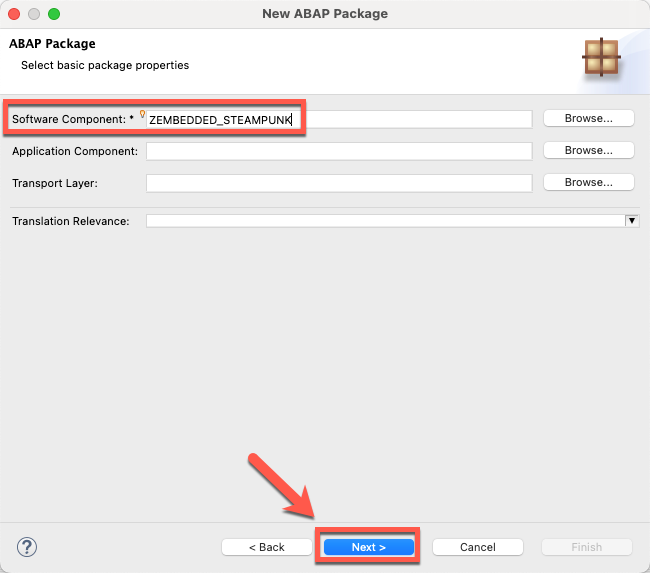 New ABAP Package
ABAP Package
Select basic package properties
Software Component: * ZEMBEDDED_STEAMPUNK Browse...
Application Component: Browse...
Transport Layer: Browse...
Translation Relevance:
? < Back Next > Cancel Finish